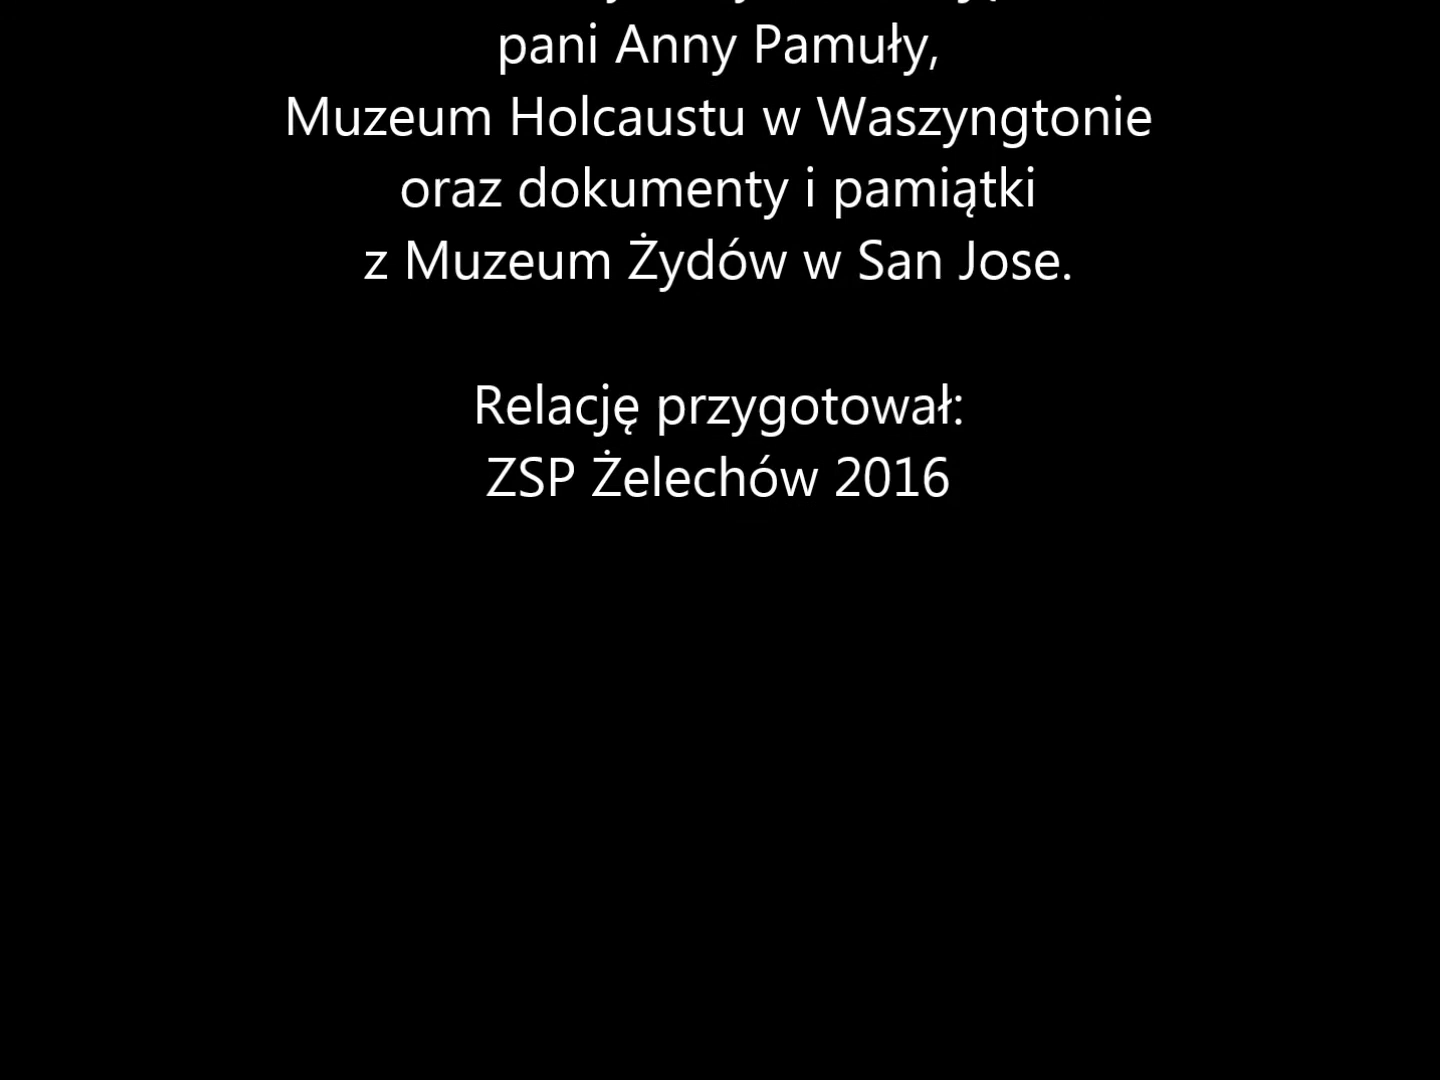 pani Anny Pamuły,
Muzeum Holcaustu w Waszyngtonie
oraz dokumenty i pamiątki
z Muzeum Żydów w San Jose.
Relację przygotował:
ZSP Żelechów 2016